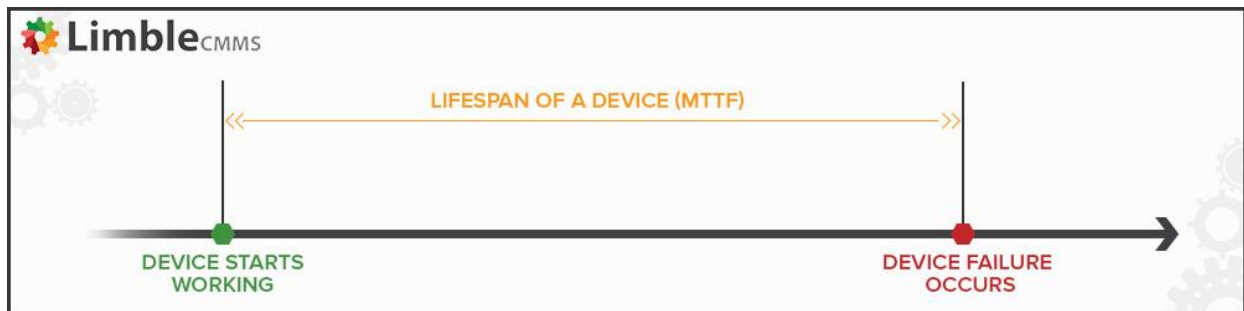 Limble CMMS
LIFESPAN OF A DEVICE (MTTF)
DEVICE STARTS
WORKING
DEVICE FAILURE
OCCURS